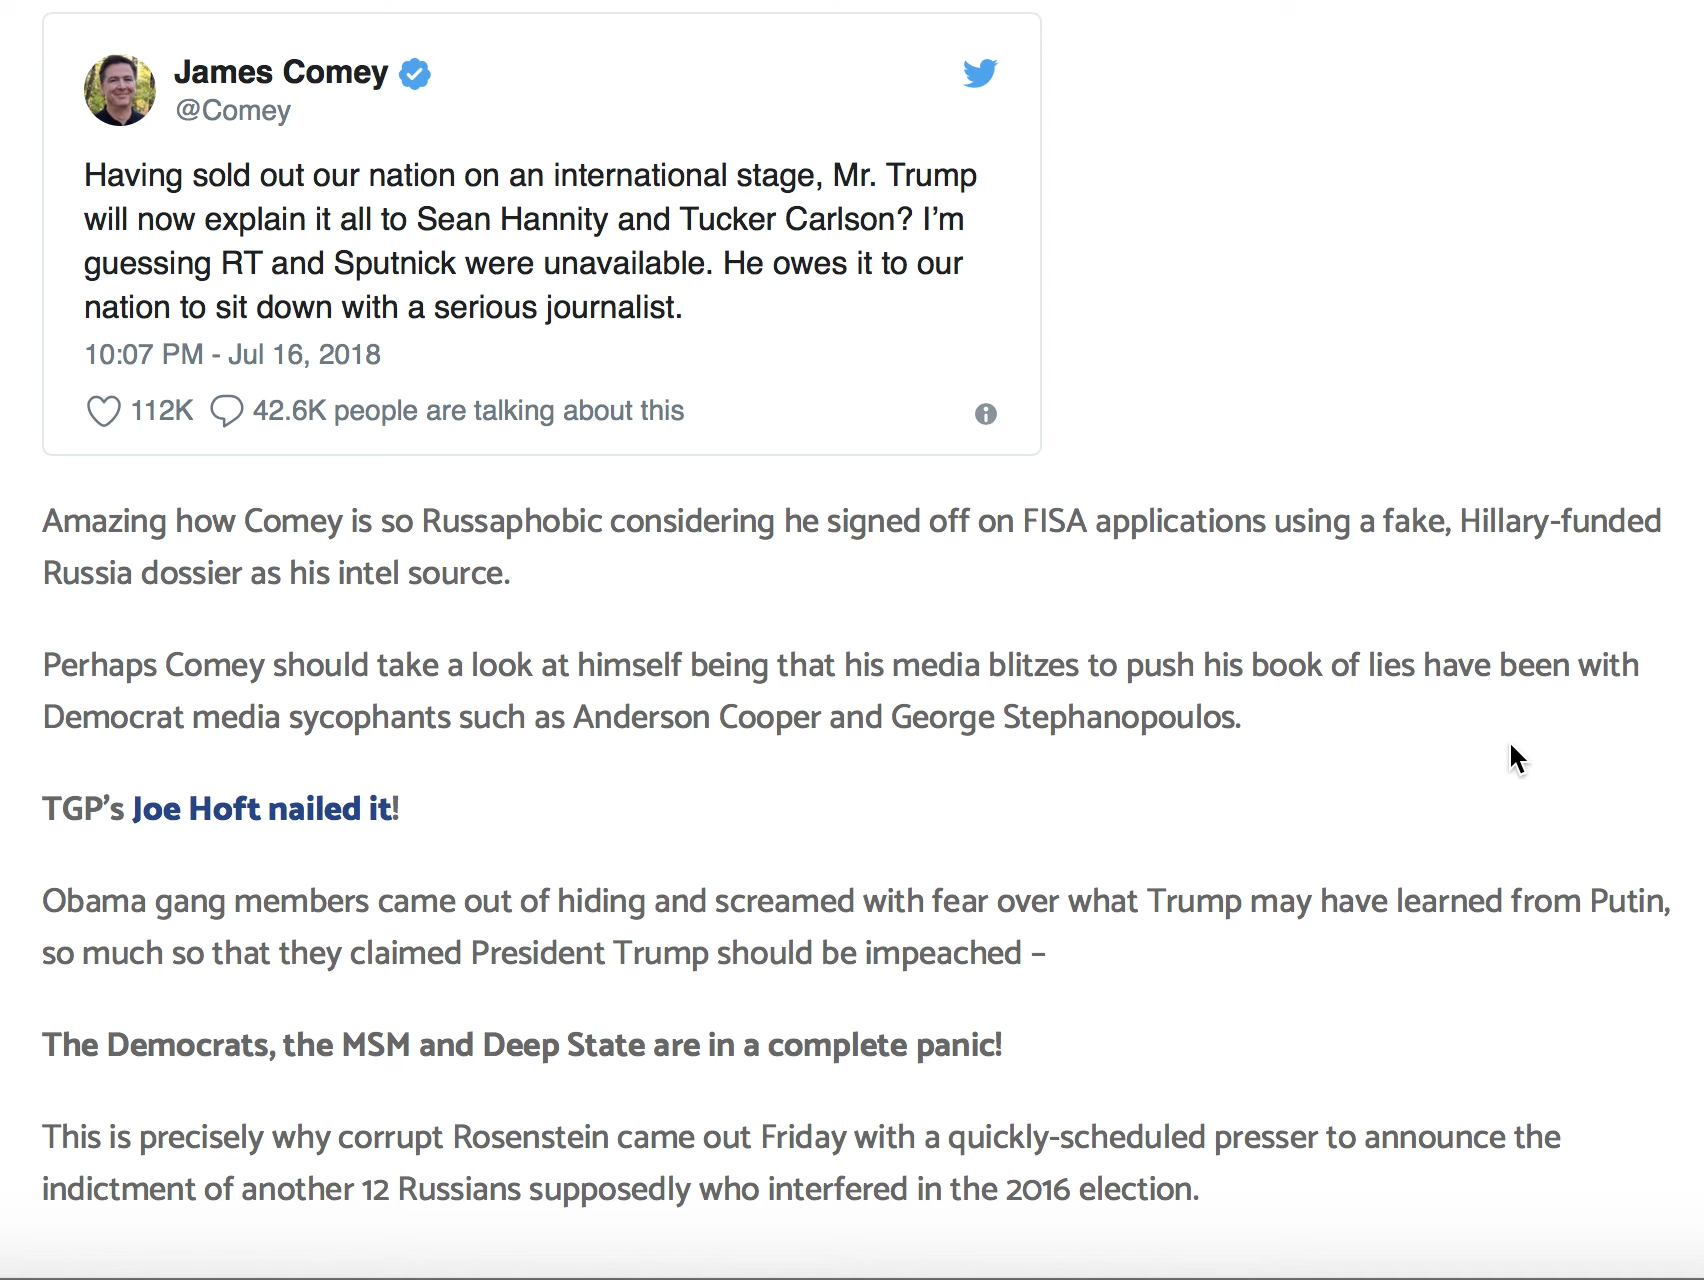 James Comey
@Comey
Having sold out our nation on an international stage, Mr. Trump
will now explain it all to Sean Hannity and Tucker Carlson? I’m
guessing RT and Sputnick were unavailable. He owes it to our
nation to sit down with a serious journalist.
10:07 PM - Jul 16, 2018
112K 42.6K people are talking about this
Amazing how Comey is so Russaphobic considering he signed off on FISA applications using a fake, Hillary-funded
Russia dossier as his intel source.
Perhaps Comey should take a look at himself being that his media blitzes to push his book of lies have been with
Democrat media sycophants such as Anderson Cooper and George Stephanopoulos.
TGP’s Joe Hoft nailed it!
Obama gang members came out of hiding and screamed with fear over what Trump may have learned from Putin,
so much so that they claimed President Trump should be impeached –
The Democrats, the MSM and Deep State are in a complete panic!
This is precisely why corrupt Rosenstein came out Friday with a quickly-scheduled presser to announce the
indictment of another 12 Russians supposedly who interfered in the 2016 election.